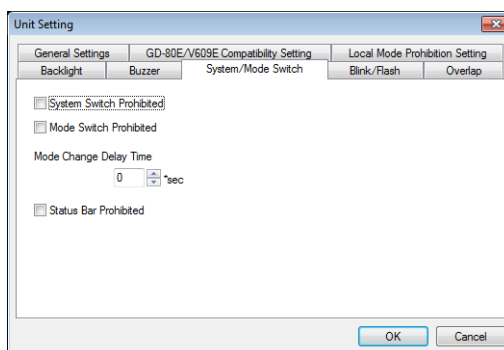 Unit Setting
General Settings GD-80E/V609E Compatibility Setting Local Mode Prohibition Setting
Backlight Buzzer System/Mode Switch Blink/Flash Overlap
System Switch Prohibited
Mode Switch Prohibited
Mode Change Delay Time
0 *sec
Status Bar Prohibited
OK Cancel